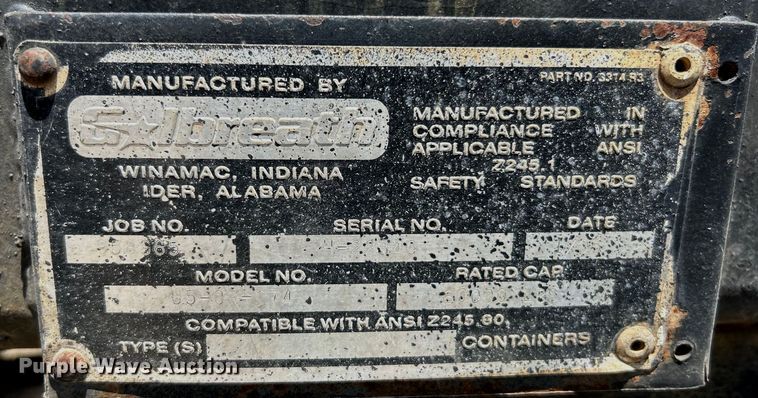 PART NO. 3314 93
MANUFACTURED BY
Galbreath
WINAMAC, INDIANA
IDER, ALABAMA
MANUFACTURED IN
COMPLIANCE WITH
APPLICABLE ANSI
Z245.1
SAFETY STANDARDS
JOB NO. SERIAL NO. DATE
MODEL NO. RATED CAP.
COMPATIBLE WITH ANSI Z245.60
TYPE (S) CONTAINERS
Purple Wave Auction